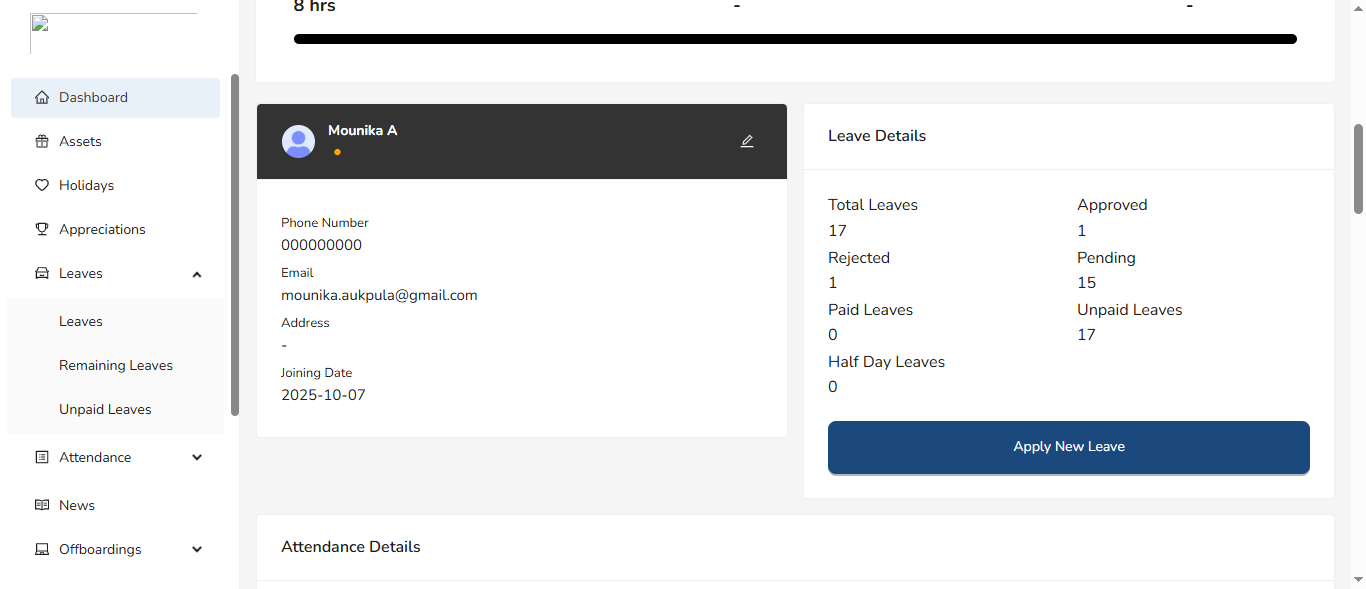 8 hrs
-
-
Dashboard
Assets
Holidays
Appreciations
Leaves
Leaves
Remaining Leaves
Unpaid Leaves
Attendance
News
Offboardings
Mounika A
Phone Number
000000000
Email
mounika.aukpula@gmail.com
Address
-
Joining Date
2025-10-07
Leave Details
Total Leaves
17
Approved
1
Rejected
1
Pending
15
Paid Leaves
0
Unpaid Leaves
17
Half Day Leaves
0
Apply New Leave
Attendance Details